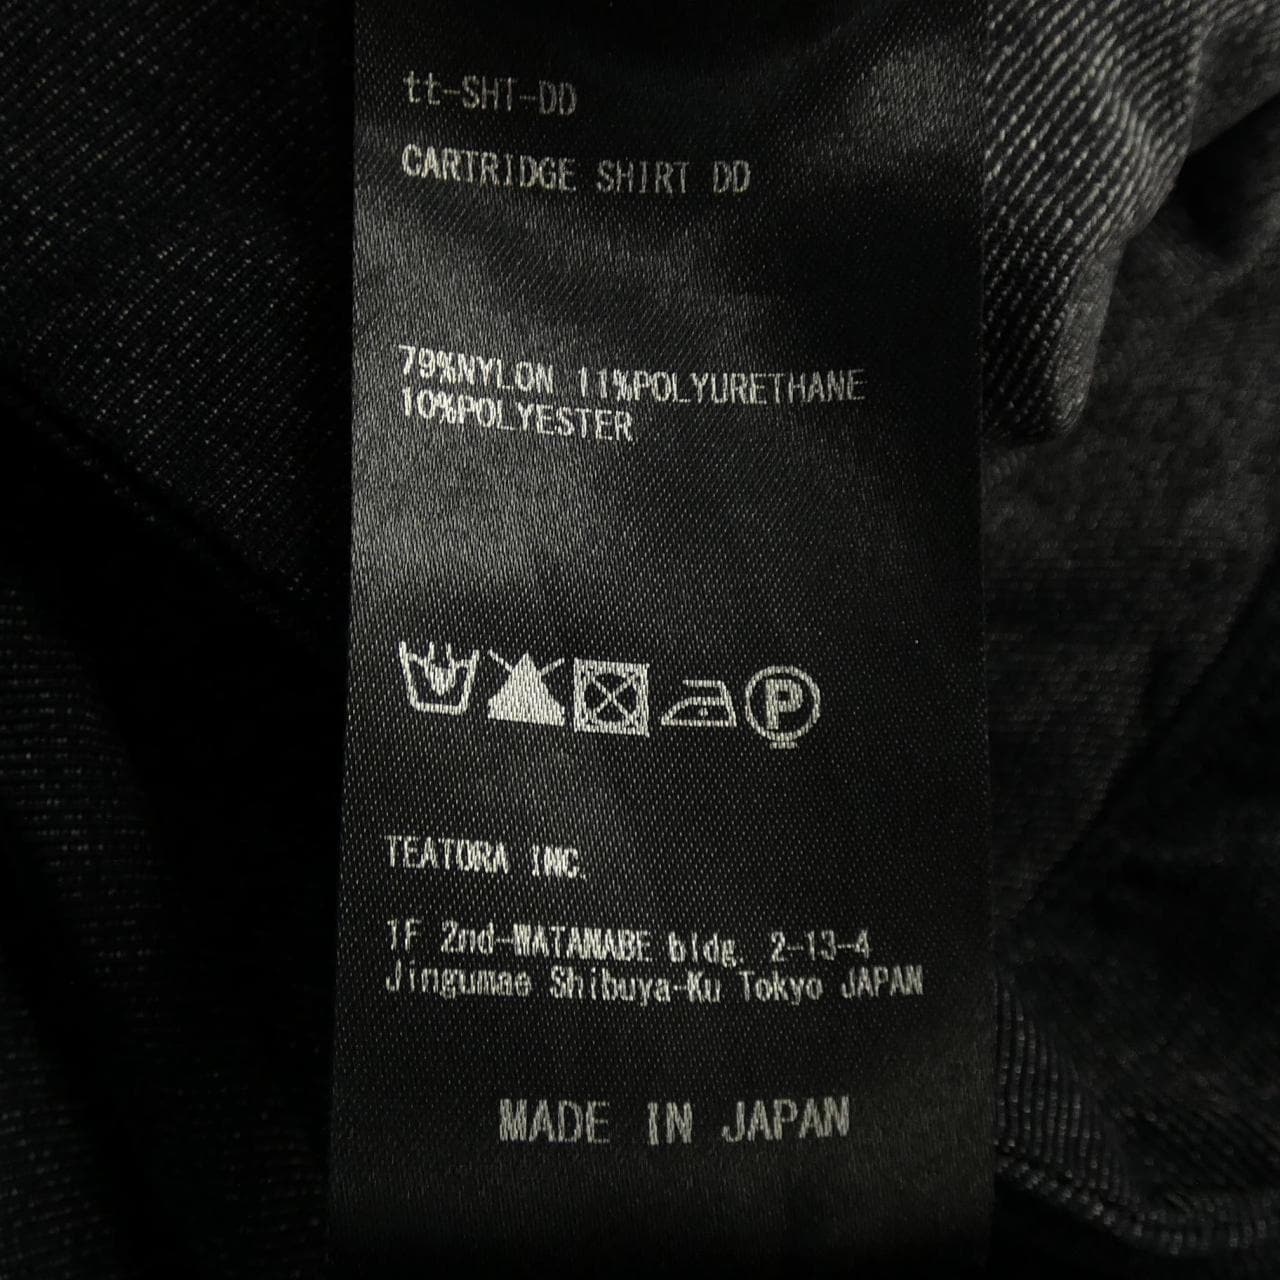 tt-SHT-DD
CARTRIDGE SHIRT DD
79%NYLON 11%POLYURETHANE
10%POLYESTER
P
TEATORA INC.
1F 2nd-WATANABE bldg. 2-13-4
Jingumae Shibuya-Ku Tokyo JAPAN
MADE IN JAPAN